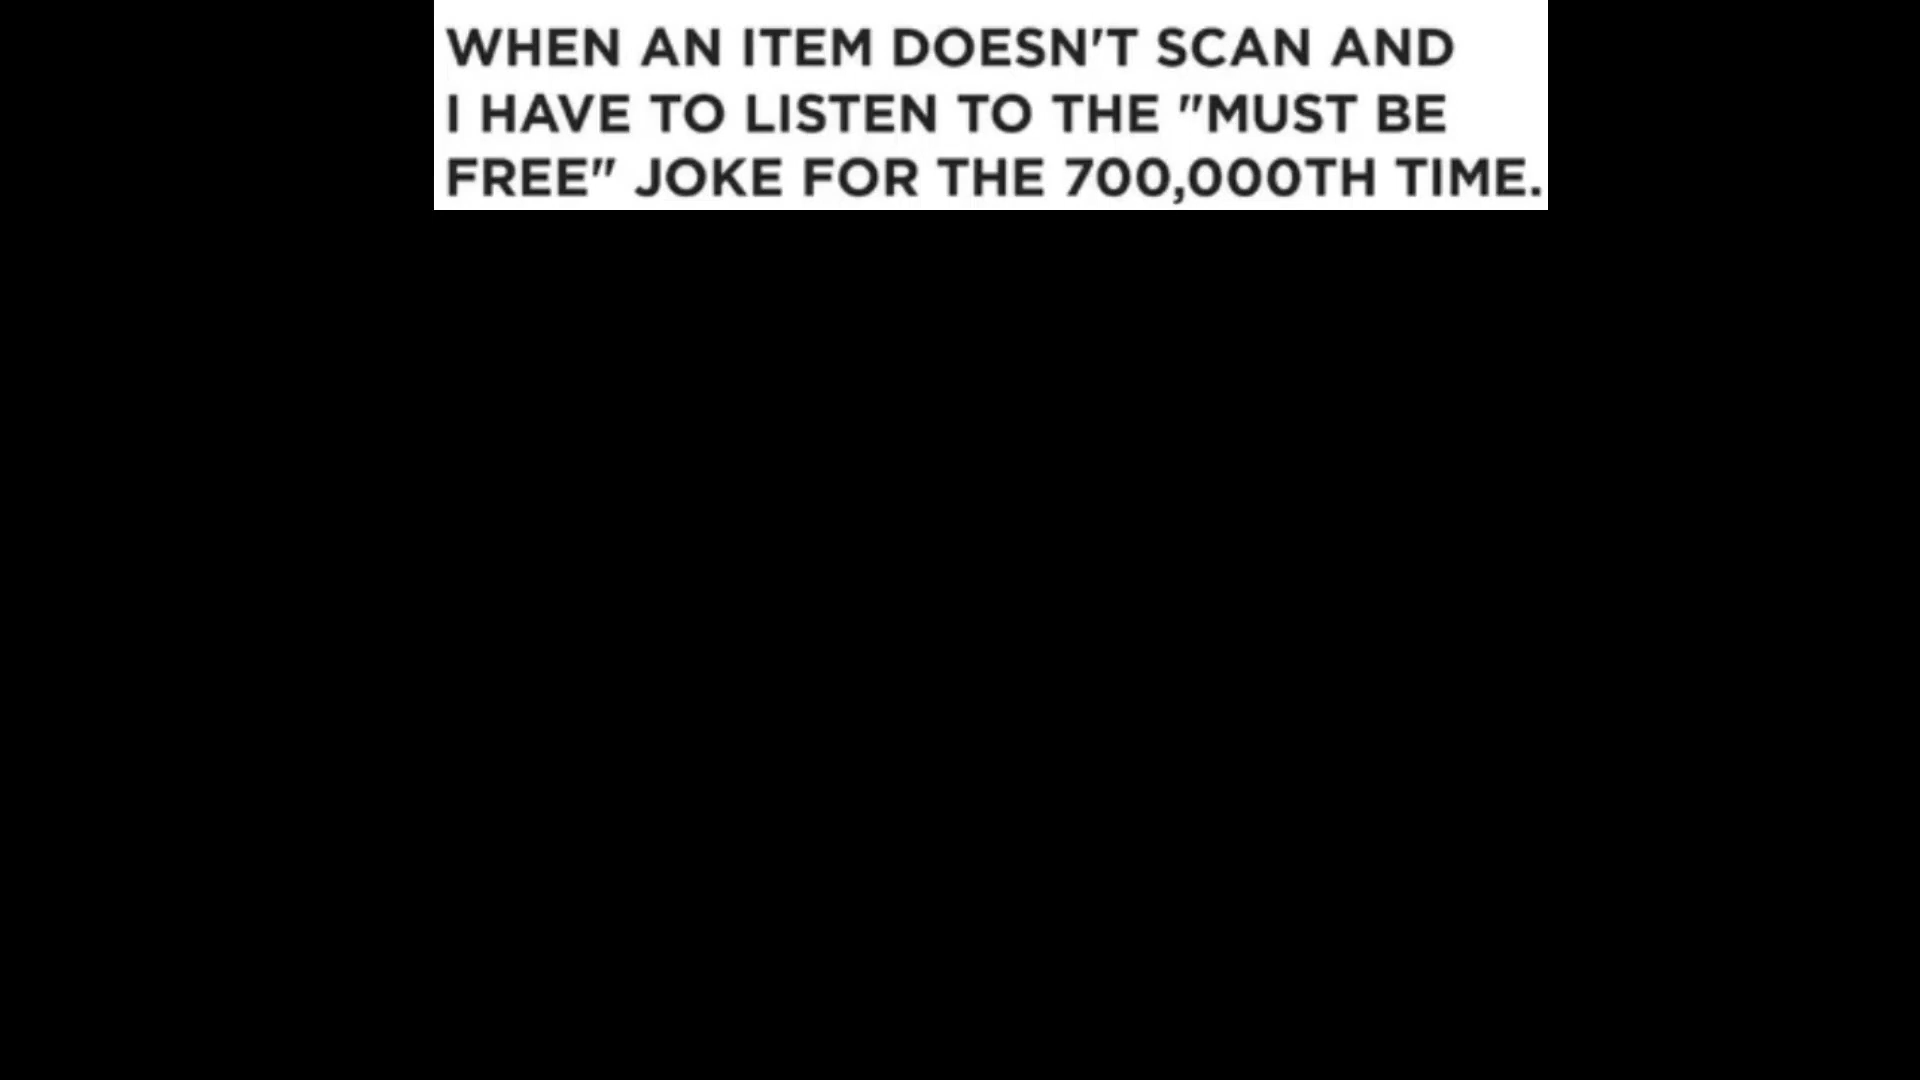 WHEN AN ITEM DOESN'T SCAN AND
I HAVE TO LISTEN TO THE "MUST BE
FREE" JOKE FOR THE 700,000TH TIME.